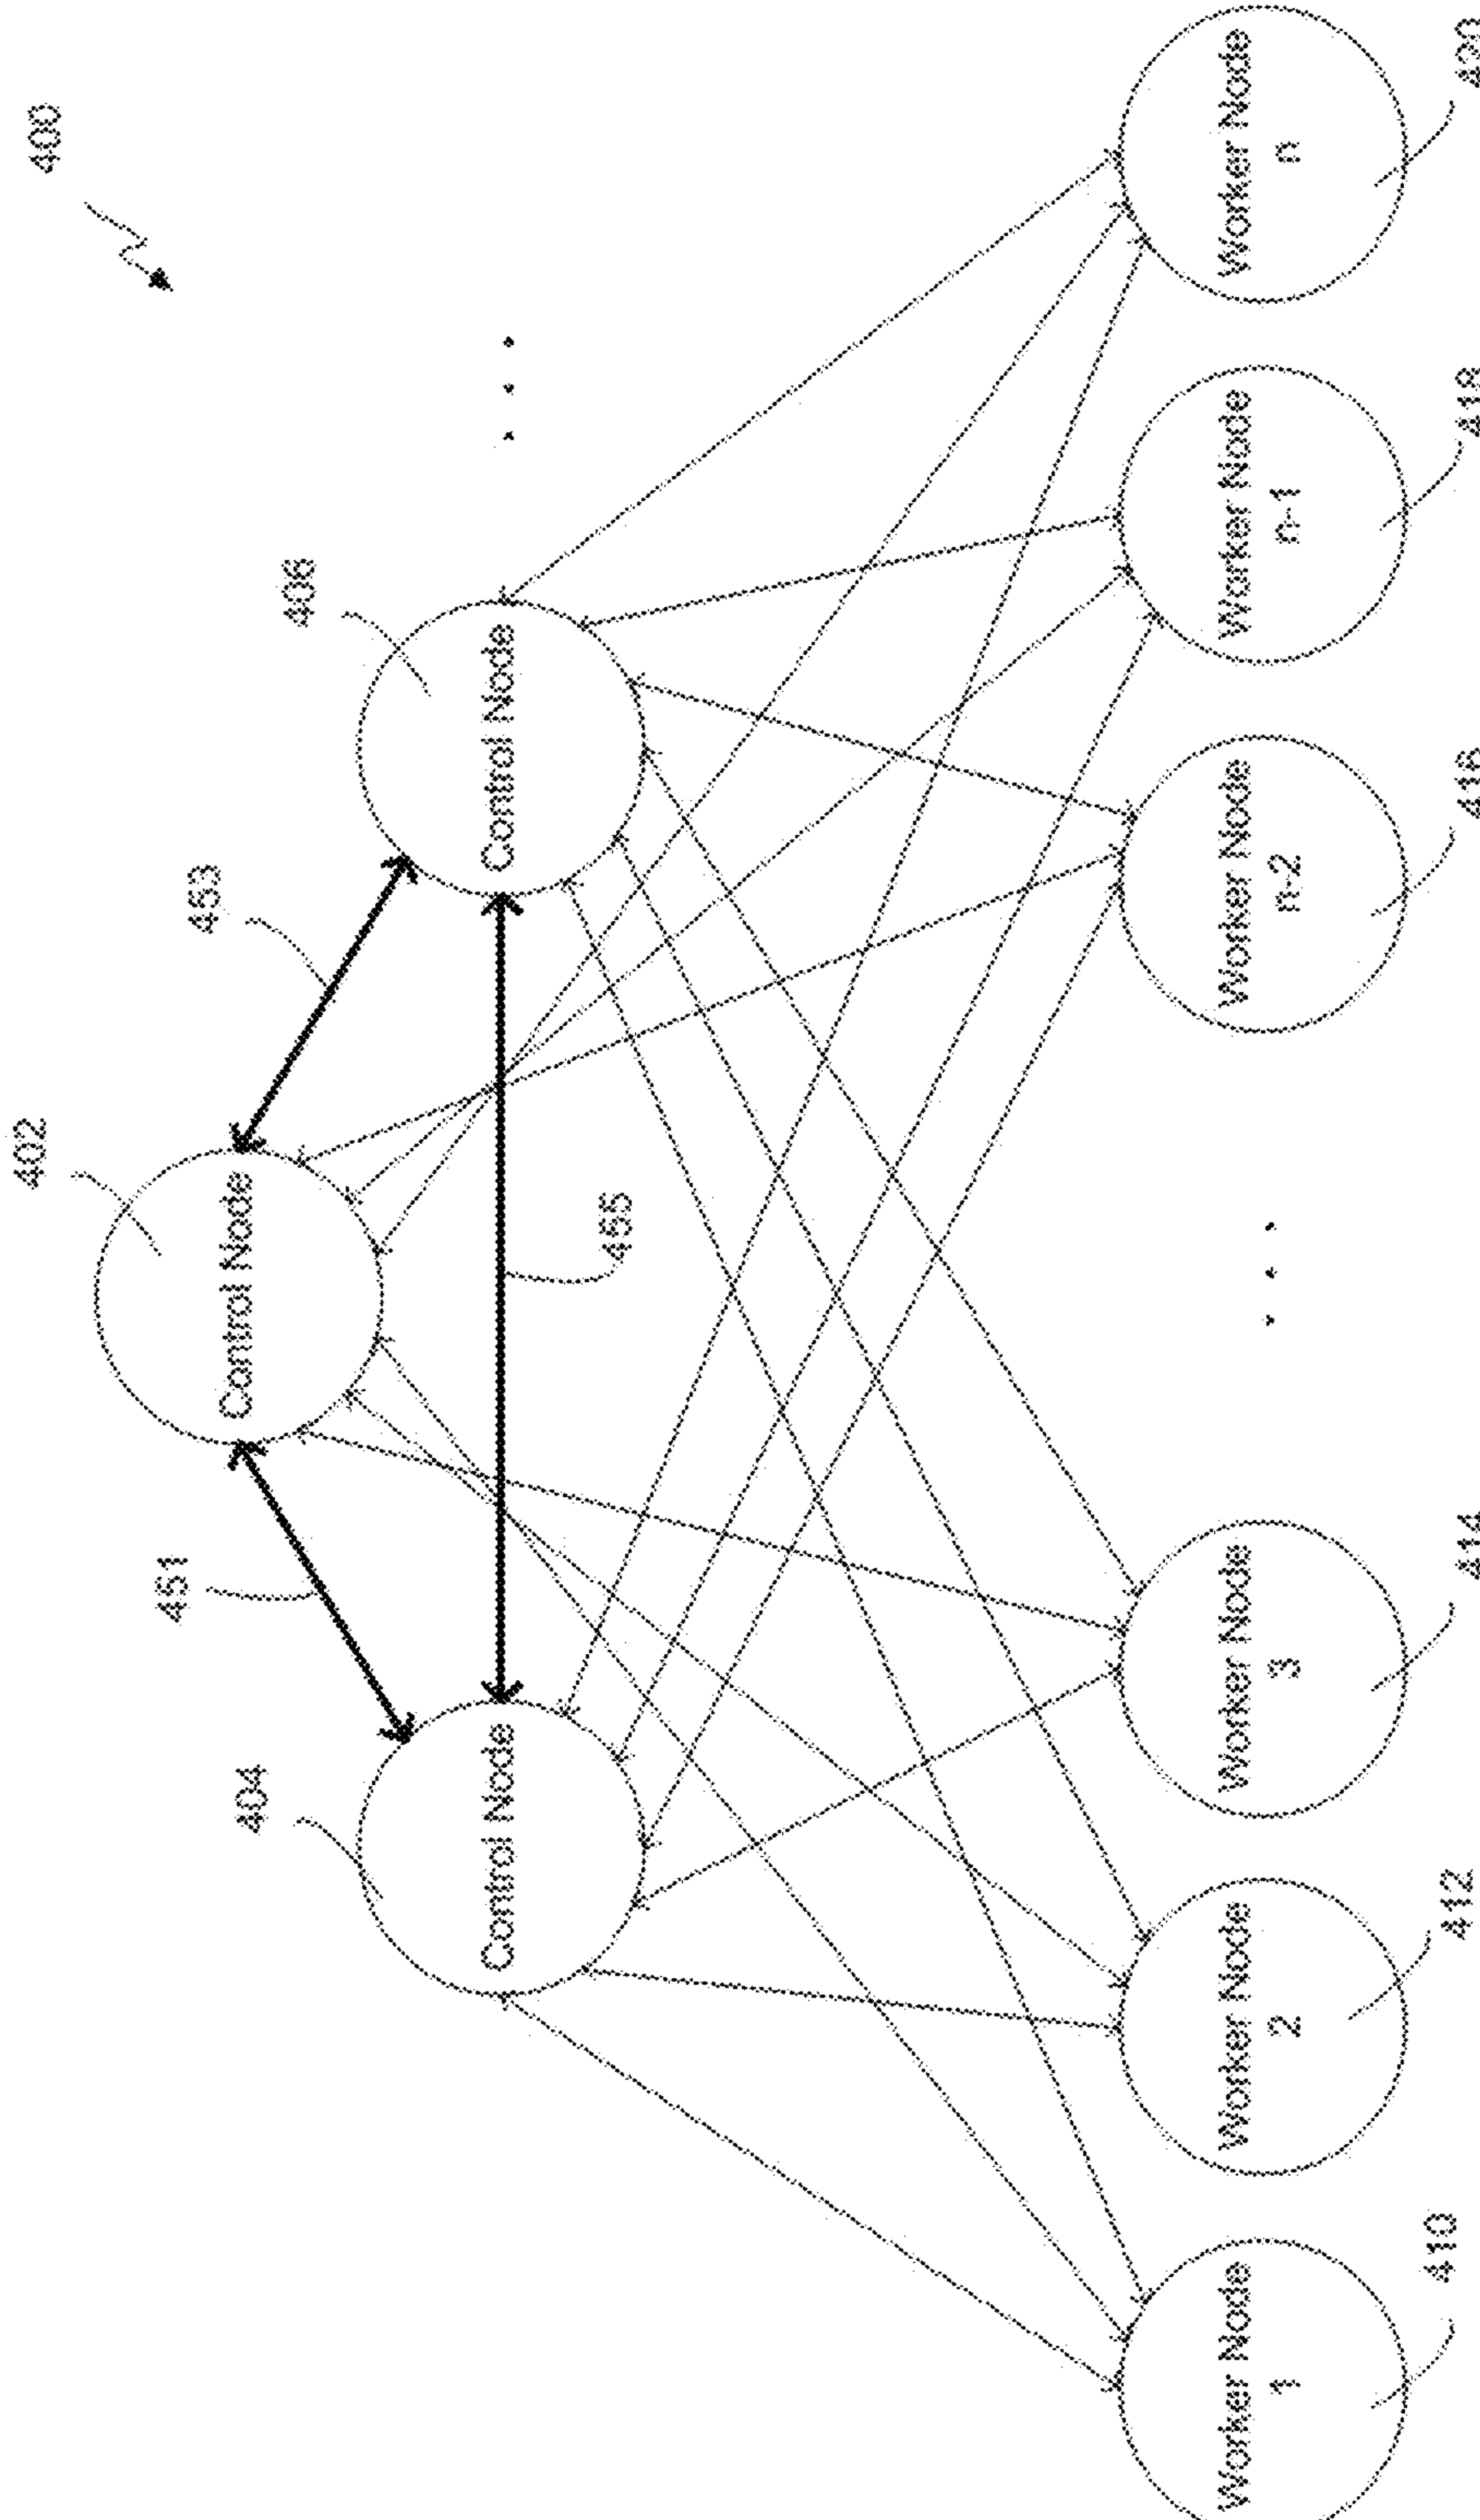 400
402
Control Node
451
453
404
Control Node
406
Control Node
455
...
Worker Node
1
410
Worker Node
2
412
Worker Node
3
414
...
Worker Node
n-2
416
Worker Node
n-1
418
Worker Node
n
420